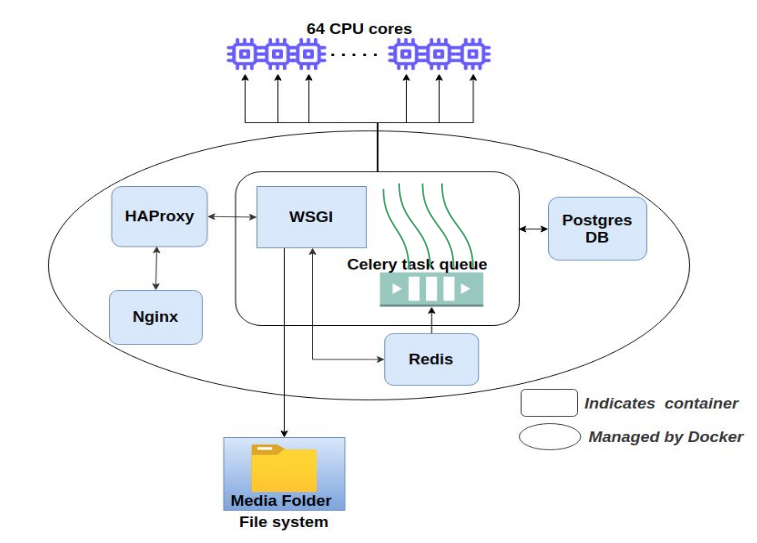 64 CPU cores
HAProxy
WSGI
Postgres
DB
Celery task queue
Nginx
Redis
Indicates container
Managed by Docker
Media Folder
File system